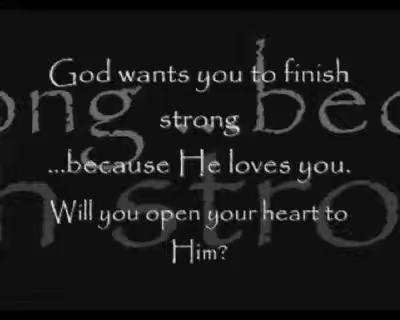 God wants you to finish
strong
...because He loves you.
Will you open your heart to
Him?